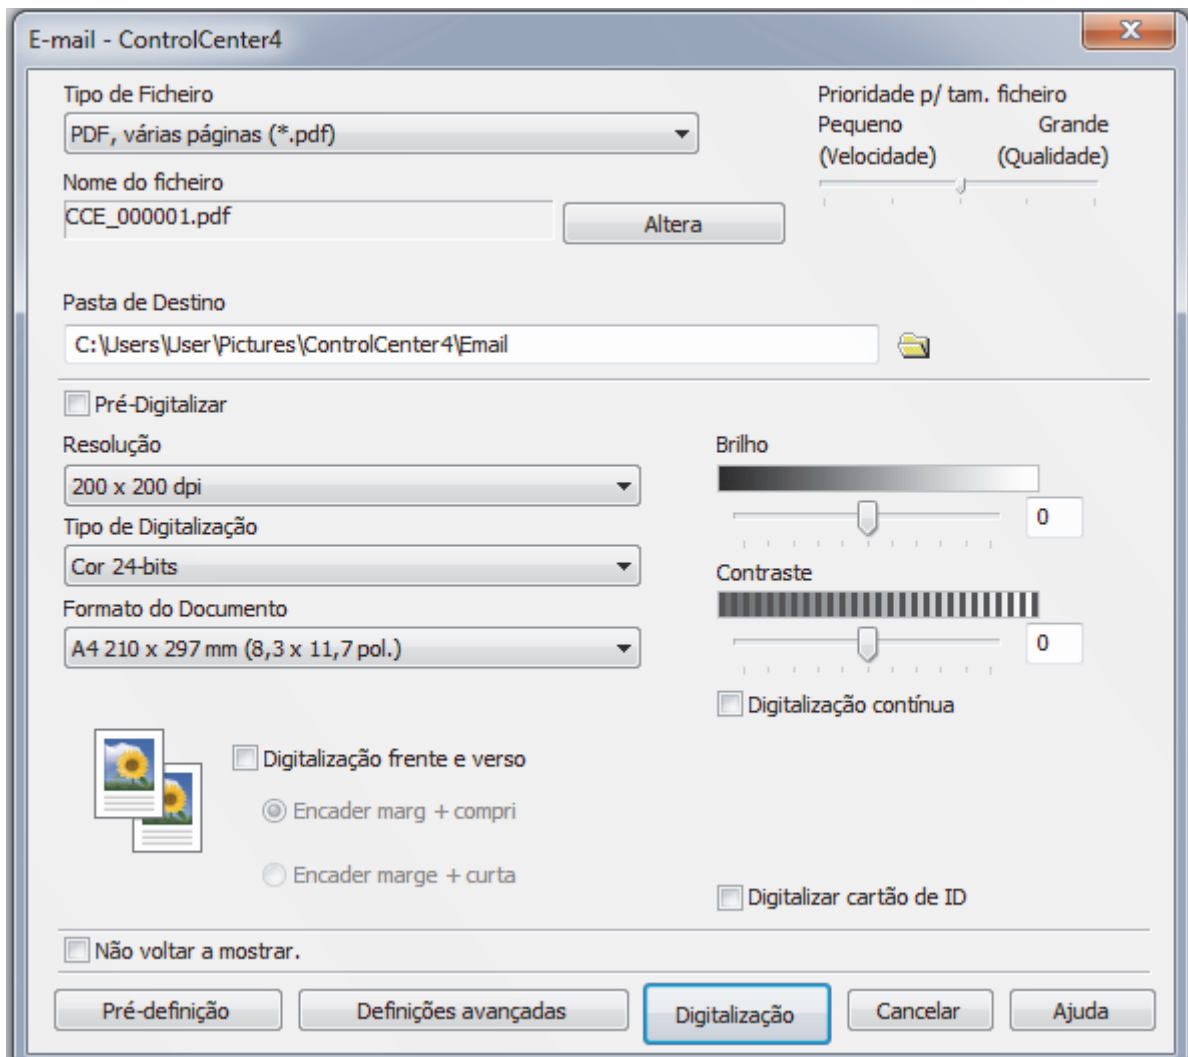 E-mail - ControlCenter4
Tipo de Ficheiro
PDF, várias páginas (*.pdf)
Prioridade p/ tam. ficheiro
Pequeno Grande
(Velocidade) (Qualidade)
Nome do ficheiro
CCE_000001.pdf
Altera
Pasta de Destino
C:\Users\User\Pictures\ControlCenter4\Email
Pré-Digitalizar
Resolução
200 x 200 dpi
Tipo de Digitalização
Cor 24-bits
Formato do Documento
A4 210 x 297 mm (8,3 x 11,7 pol.)
Brilho
0
Contraste
0
Digitalização contínua
Digitalização frente e verso
Encader marg + compri
Encader marge + curta
Digitalizar cartão de ID
Não voltar a mostrar.
Pré-definição Definições avançadas Digitalização Cancelar Ajuda